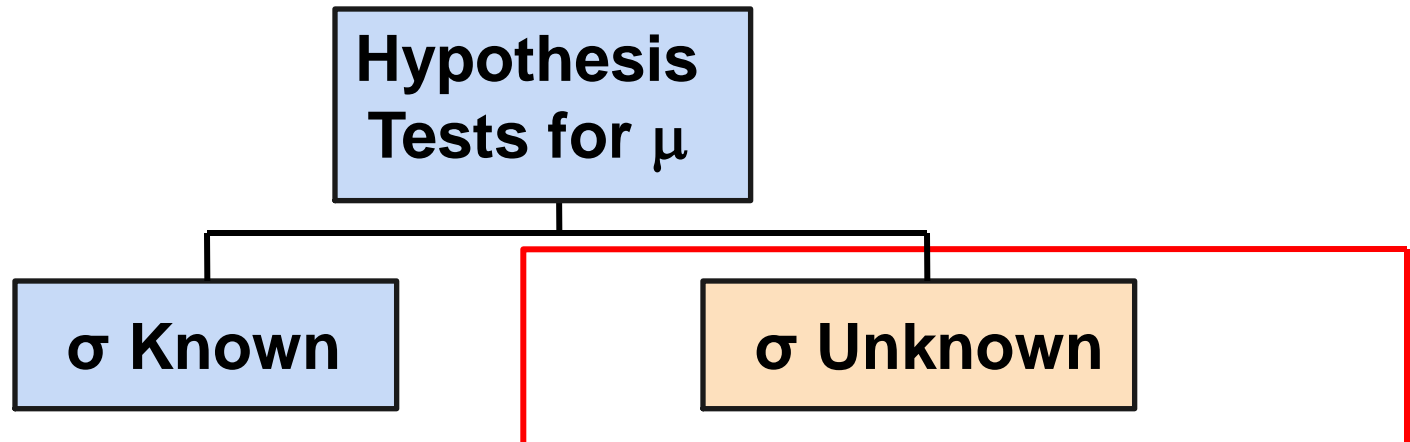 Hypothesis
Tests for μ
σ Known
σ Unknown